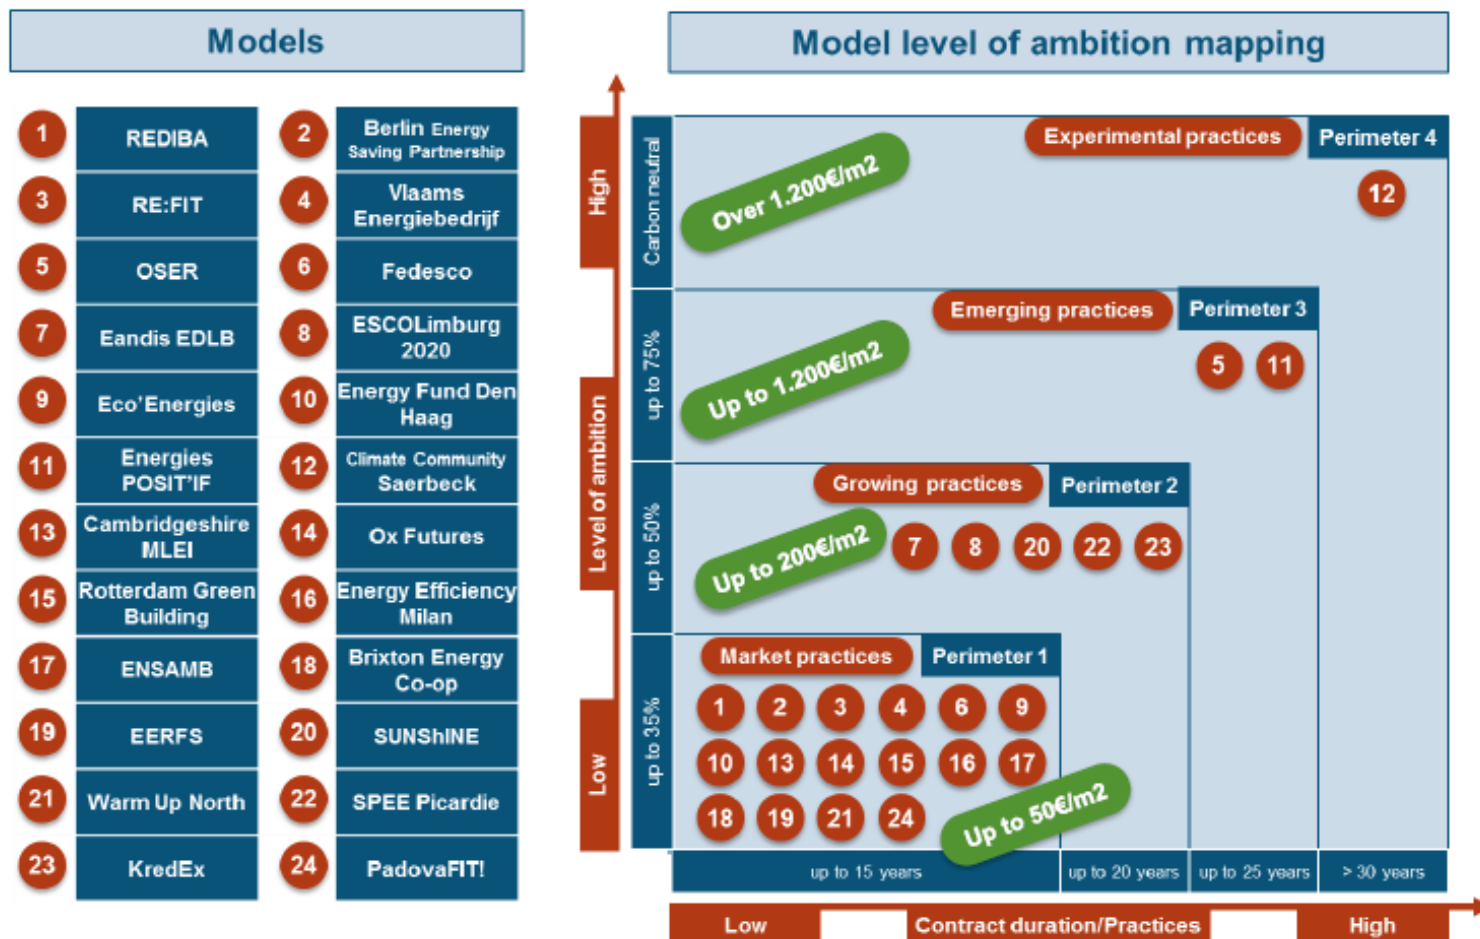 Models
1
REDIBA
2
Berlin Energy
Saving Partnership
3
RE:FIT
4
Vlaams
Energiebedrijf
5
OSER
6
Fedesco
7
Eandis EDLB
8
ESCOLimburg
2020
9
Eco'Energies
10
Energy Fund Den
Haag
11
Energies
POSIT'IF
12
Climate Community
Saerbeck
13
Cambridgeshire
MLEI
14
Ox Futures
15
Rotterdam Green
Building
16
Energy Efficiency
Milan
17
ENSAMB
18
Brixton Energy
Co-op
19
EERFS
20
SUNShINE
21
Warm Up North
22
SPEE Picardie
23
KredEx
24
PadovaFIT!
Model level of ambition mapping
High
Level of ambition
Low
Carbon neutral
up to 75%
up to 50%
up to 35%
Over 1.200€/m2
Experimental practices
Perimeter 4
12
Up to 1.200€/m2
Emerging practices
Perimeter 3
5 11
Up to 200€/m2
Growing practices
Perimeter 2
7 8 20 22 23
Market practices
Perimeter 1
1 2 3 4 6 9
10 13 14 15 16 17
18 19 21 24
Up to 50€/m2
up to 15 years
up to 20 years
up to 25 years
> 30 years
Low
Contract duration/Practices
High